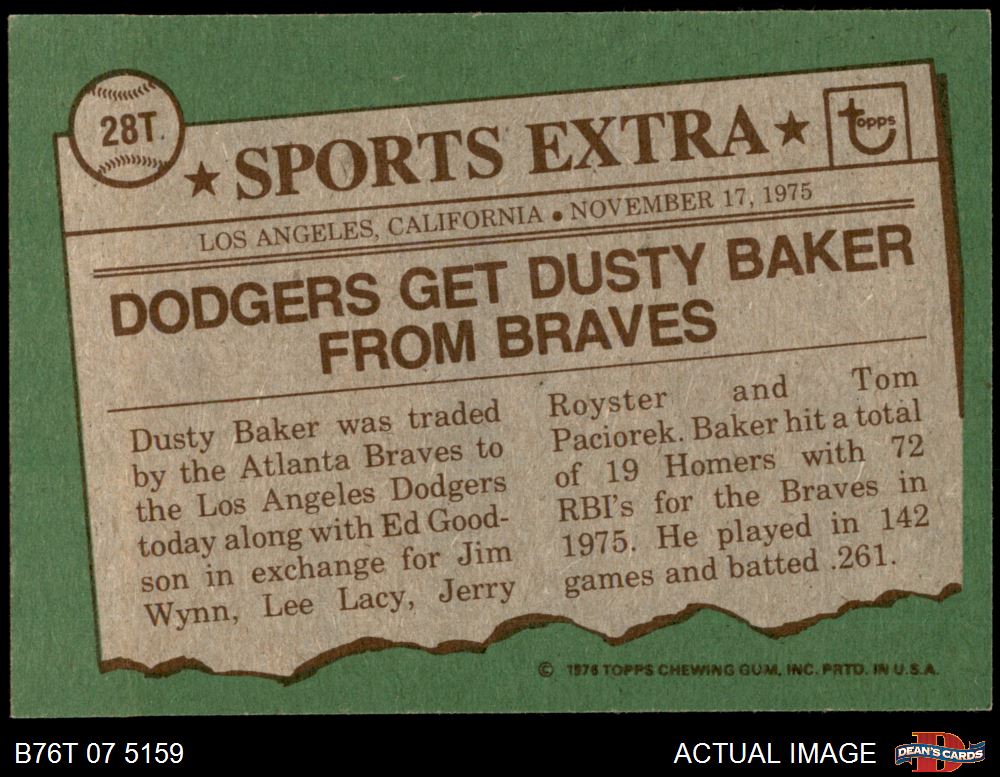 28T.
★ SPORTS EXTRA ★
topps
LOS ANGELES, CALIFORNIA • NOVEMBER 17, 1975
DODGERS GET DUSTY BAKER
FROM BRAVES
Dusty Baker was traded
by the Atlanta Braves to
the Los Angeles Dodgers
today along with Ed Good-
son in exchange for Jim
Wynn, Lee Lacy, Jerry
Royster and Tom
Paciorek. Baker hit a total
of 19 Homers with 72
RBI's for the Braves in
1975. He played in 142
games and batted .261.
© 1976 TOPPS CHEWING GUM, INC. PRTD. IN U.S.A.
B76T 07 5159
ACTUAL IMAGE
D
DEAN'S CARDS